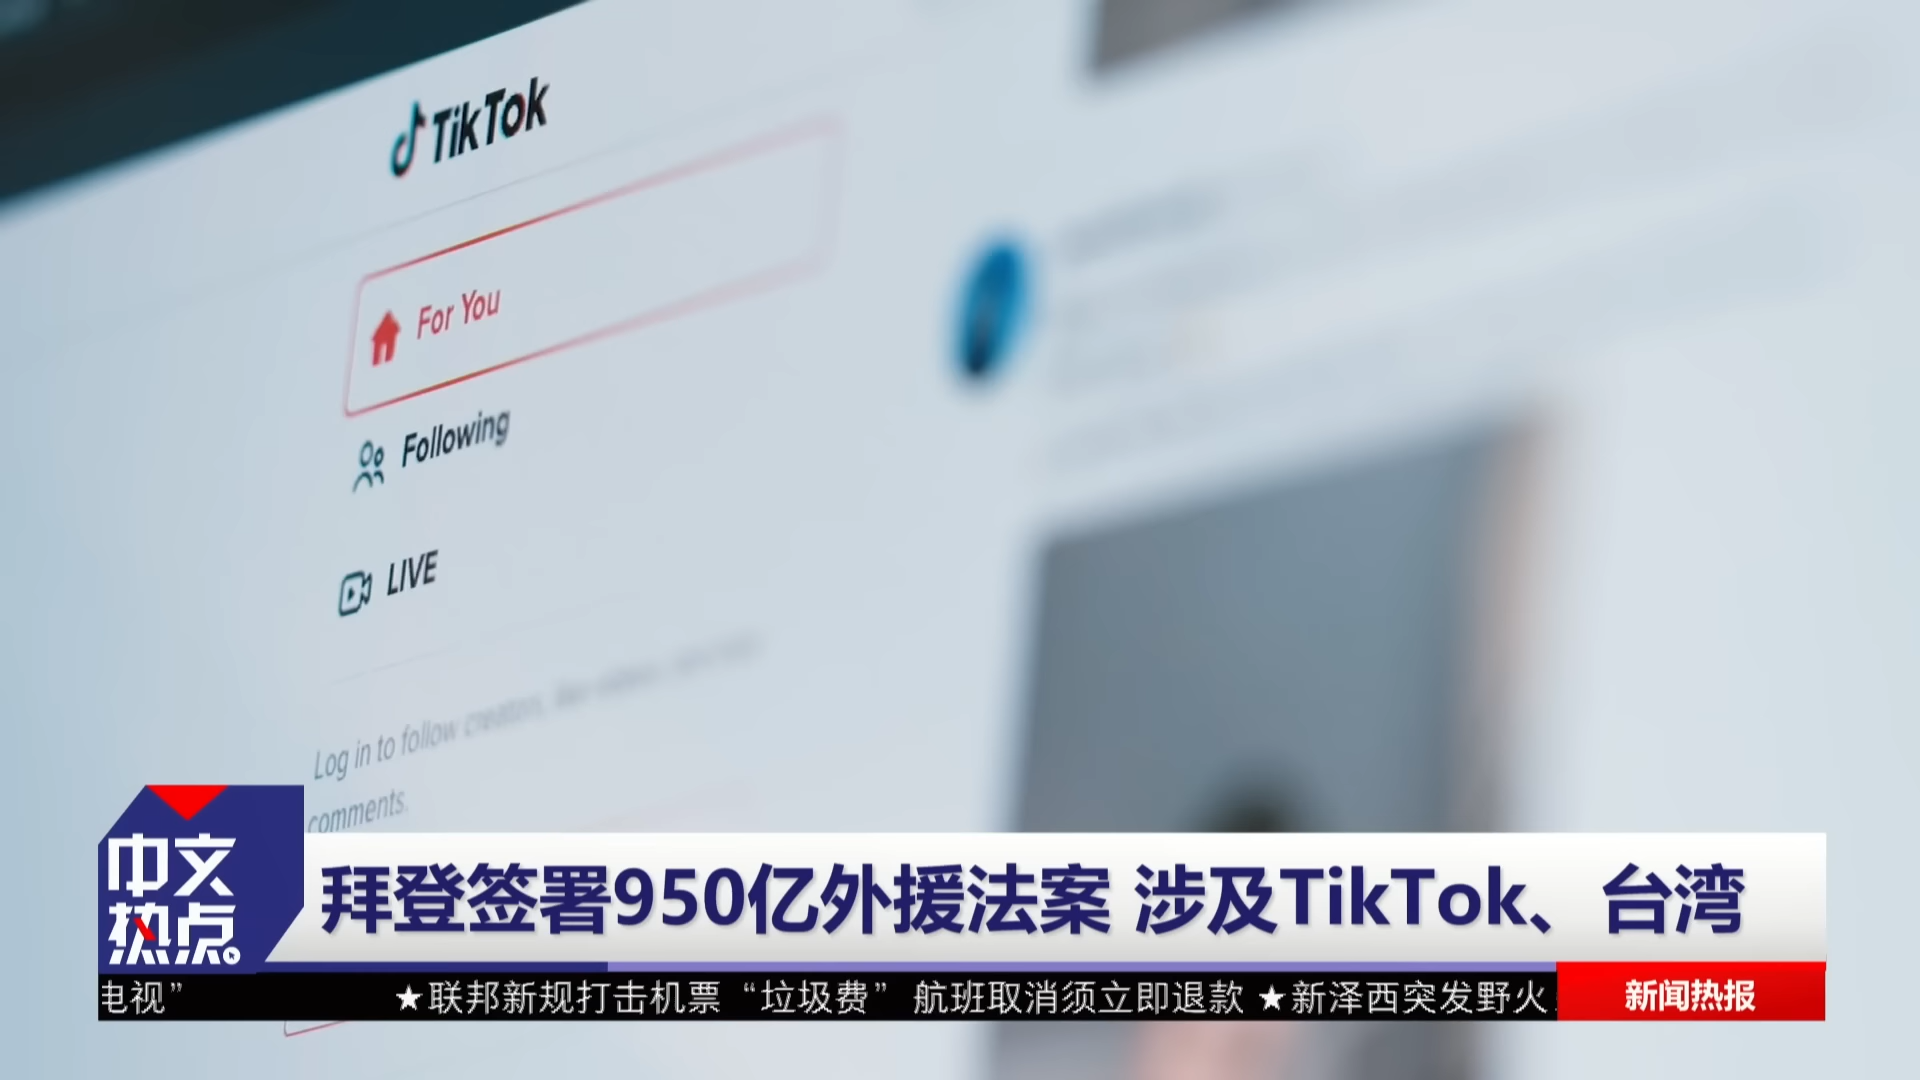 TikTok
For You
Following
LIVE
Log in to follow creators, like videos
comments.
中文
热点
拜登签署950亿外援法案 涉及TikTok、台湾
电视” ★联邦新规打击机票“垃圾费” 航班取消须立即退款 ★新泽西突发野火
新闻热报